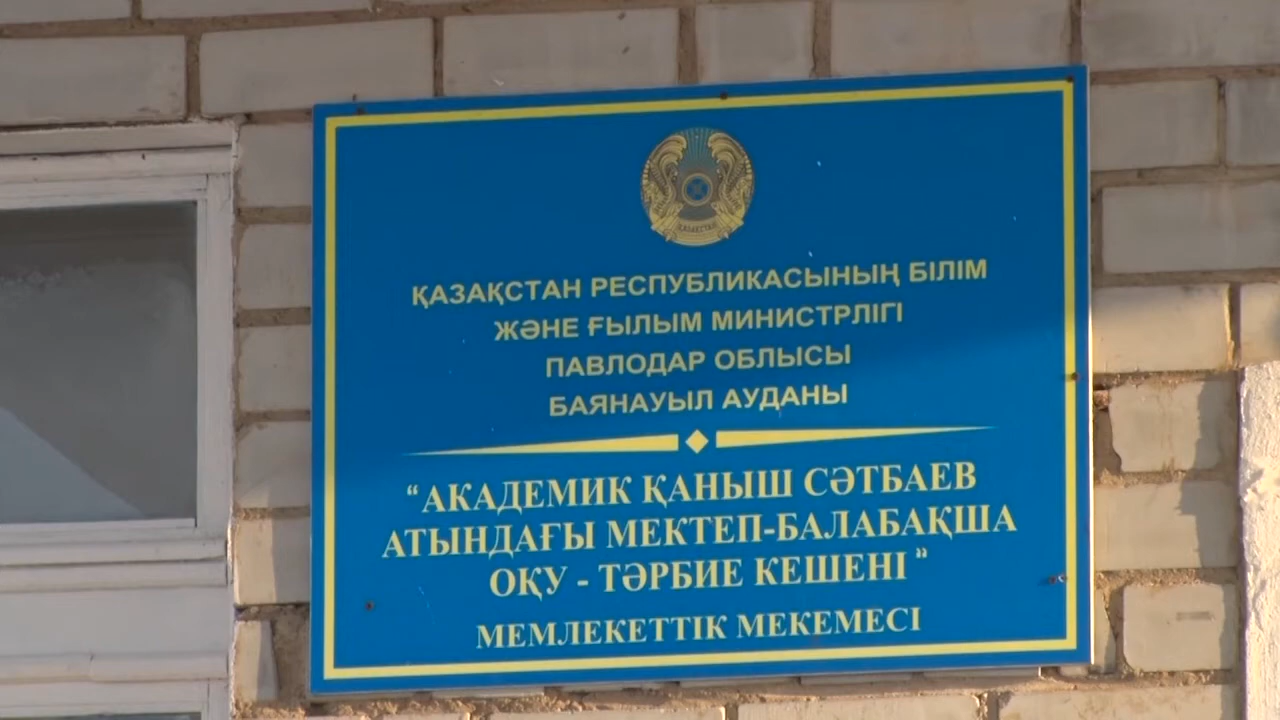 ҚАЗАҚСТАН
ҚАЗАҚСТАН РЕСПУБЛИКАСЫНЫҢ БІЛІМ
ЖӘНЕ ҒЫЛЫМ МИНИСТРЛІГІ
ПАВЛОДАР ОБЛЫСЫ
БАЯНАУЫЛ АУДАНЫ
“АКАДЕМИК ҚАНЫШ СӘТБАЕВ
АТЫНДАҒЫ МЕКТЕП-БАЛАБАҚША
ОҚУ - ТӘРБИЕ КЕШЕНІ”
МЕМЛЕКЕТТІК МЕКЕМЕСІ